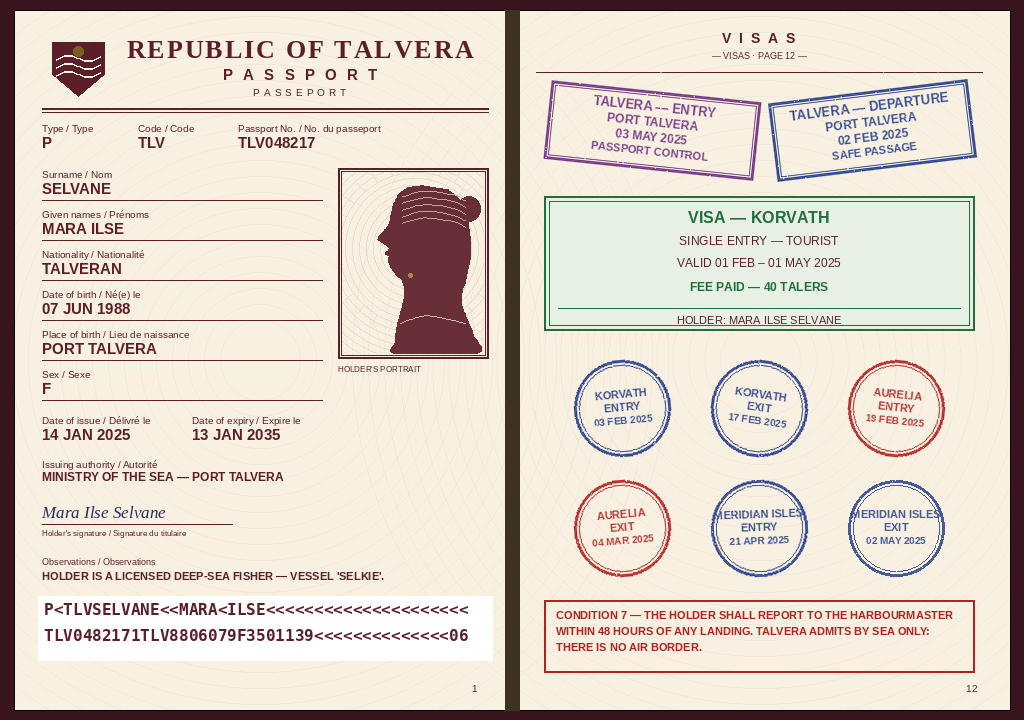 REPUBLIC OF TALVERA
PASSPORT
PASSEPORT
Type / Type
P
Code / Code
TLV
Passport No. / No. du passeport
TLV048217
Surname / Nom
SELVANE
Given names / Prénoms
MARA ILSE
Nationality / Nationalité
TALVERAN
Date of birth / Né(e) le
07 JUN 1988
Place of birth / Lieu de naissance
PORT TALVERA
Sex / Sexe
F
HOLDER'S PORTRAIT
Date of issue / Délivré le
14 JAN 2025
Date of expiry / Expire le
13 JAN 2035
Issuing authority / Autorité
MINISTRY OF THE SEA — PORT TALVERA
Mara Ilse Selvane
Holder's signature / Signature du titulaire
Observations / Observations
HOLDER IS A LICENSED DEEP-SEA FISHER — VESSEL 'SELKIE'.
P<TLVSELVANE<<MARA<ILSE<<<<<<<<<<<<<<<<<<<<<
TLV0482171TLV8806079F3501139<<<<<<<<<<<<<<06
1
VISAS
— VISAS · PAGE 12 —
TALVERA — ENTRY
PORT TALVERA
03 MAY 2025
PASSPORT CONTROL
TALVERA — DEPARTURE
PORT TALVERA
02 FEB 2025
SAFE PASSAGE
VISA — KORVATH
SINGLE ENTRY — TOURIST
VALID 01 FEB – 01 MAY 2025
FEE PAID — 40 TALERS
HOLDER: MARA ILSE SELVANE
KORVATH
ENTRY
03 FEB 2025
KORVATH
EXIT
17 FEB 2025
AURELIA
ENTRY
FEB 2025
AURELIA
EXIT
04 MAR 2025
MERIDIAN ISLES
ENTRY
21 APR 2025
MERIDIAN ISLES
EXIT
02 MAY 2025
CONDITION 7 — THE HOLDER SHALL REPORT TO THE HARBOURMASTER
WITHIN 48 HOURS OF ANY LANDING. TALVERA ADMITS BY SEA ONLY:
THERE IS NO AIR BORDER.
12